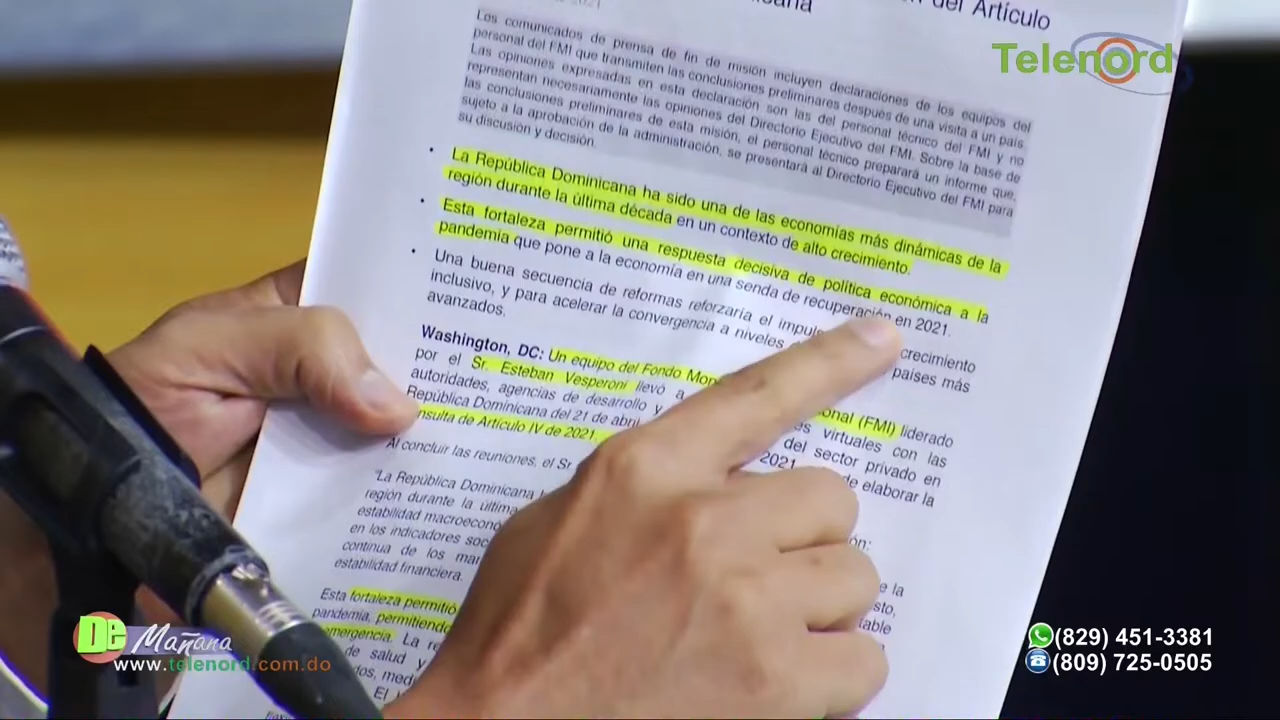 del Artículo
Telenord
2021
Los comunicados de prensa de fin de misión incluyen declaraciones de los equipos del
personal del FMI que transmiten las conclusiones preliminares después de una visita a un país
Las opiniones expresadas en esta declaración son las del personal técnico del FMI y no
representan necesariamente las opiniones del Directorio Ejecutivo del FMI. Sobre la base de
las conclusiones preliminares de esta misión, el personal técnico preparará un informe que,
sujeto a la aprobación de la administración, se presentará al Directorio Ejecutivo del FMI para
su discusión y decisión.
• La República Dominicana ha sido una de las economías más dinámicas de la
región durante la última década en un contexto de alto crecimiento.
• Esta fortaleza permitió una respuesta decisiva de política económica a la
pandemia que pone a la economía en una senda de recuperación en 2021.
• Una buena secuencia de reformas reforzaría el crecimiento
inclusivo, y para acelerar la convergencia a niveles países más
avanzados.
Washington, DC: Un equipo del Fondo (FMI) liderado
por el Sr. Esteban Vesperoni llevó a virtuales con las
autoridades, agencias de desarrollo y del sector privado en
República Dominicana del 21 de abril 2021 de elaborar la
de Artículo IV de 2021.
Al concluir las reuniones, el Sr.
"La República Dominicana
región durante la última
estabilidad
en los indicadores
continua de los
estabilidad financiera.
Esta fortaleza permitió la
pandemia, permitiendo
emergencia. La
de salud y
El
De Mañana
www.telenord.com.do
(829) 451-3381
(809) 725-0505